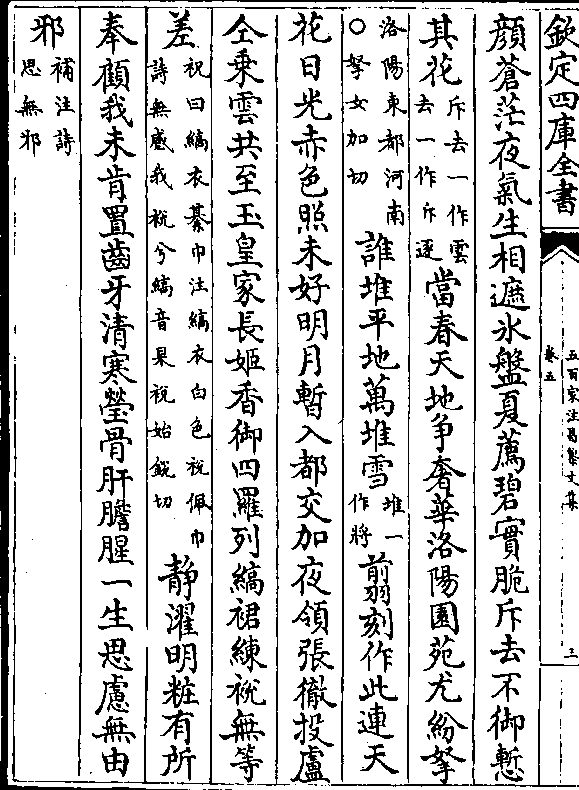 欽定四庫全書
五百家注昌黎文集
卷五
三
顔蒼茫夜氣生相遮氷盤夏薦碧實脆斥去不御慙
其花斥去一作雲去一作斥逐當春天地争奢華洛陽園苑尤紛拏
洛陽東都河南○拏女加切誰堆平地萬堆雪堆一作將翦刻作此連天
花日光赤色照未好明月暫入都交加夜領張徹投盧
仝乘雲共至玉皇家長姬香御四羅列縞裙練帨無等
差祝曰縞衣綦巾注縞衣白色帨佩巾詩無感我帨兮縞音杲帨始銳切静濯明粧有所
奉顧我未肯置齒牙清寒瑩骨肝膽醒一生思慮無由
邪補注詩思無邪